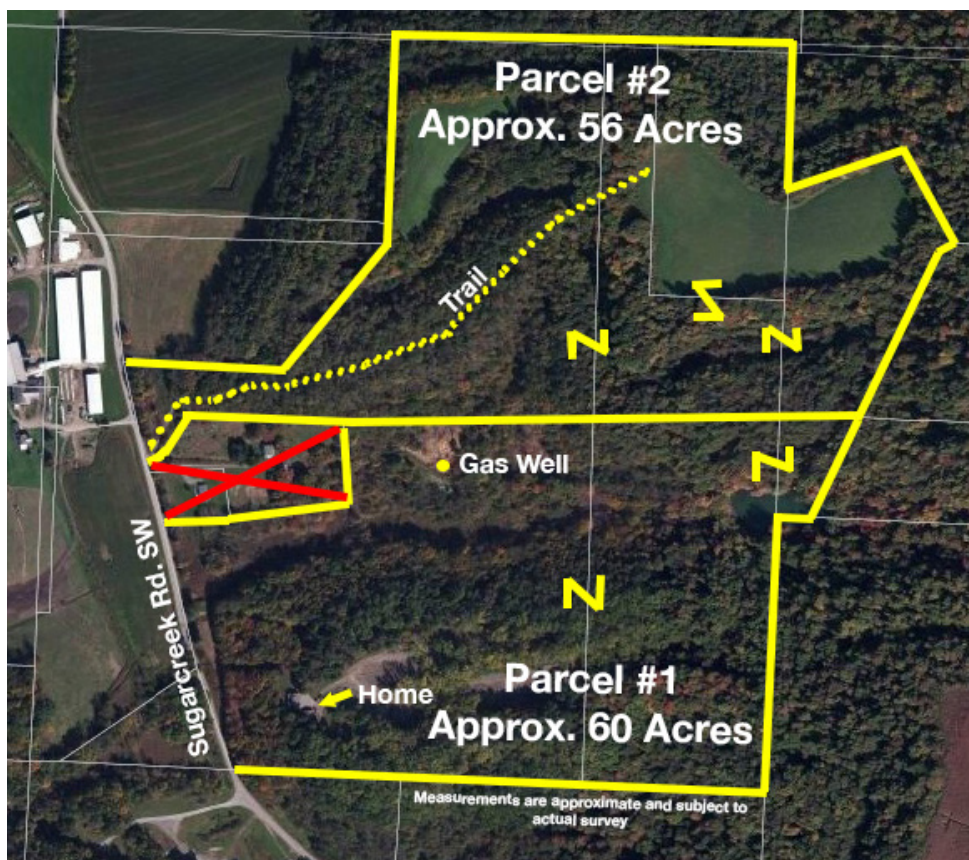 Parcel #2
Approx. 56 Acres
Trail
Gas Well
Sugarcreek Rd. SW
Home
Parcel #1
Approx. 60 Acres
Measurements are approximate and subject to
actual survey